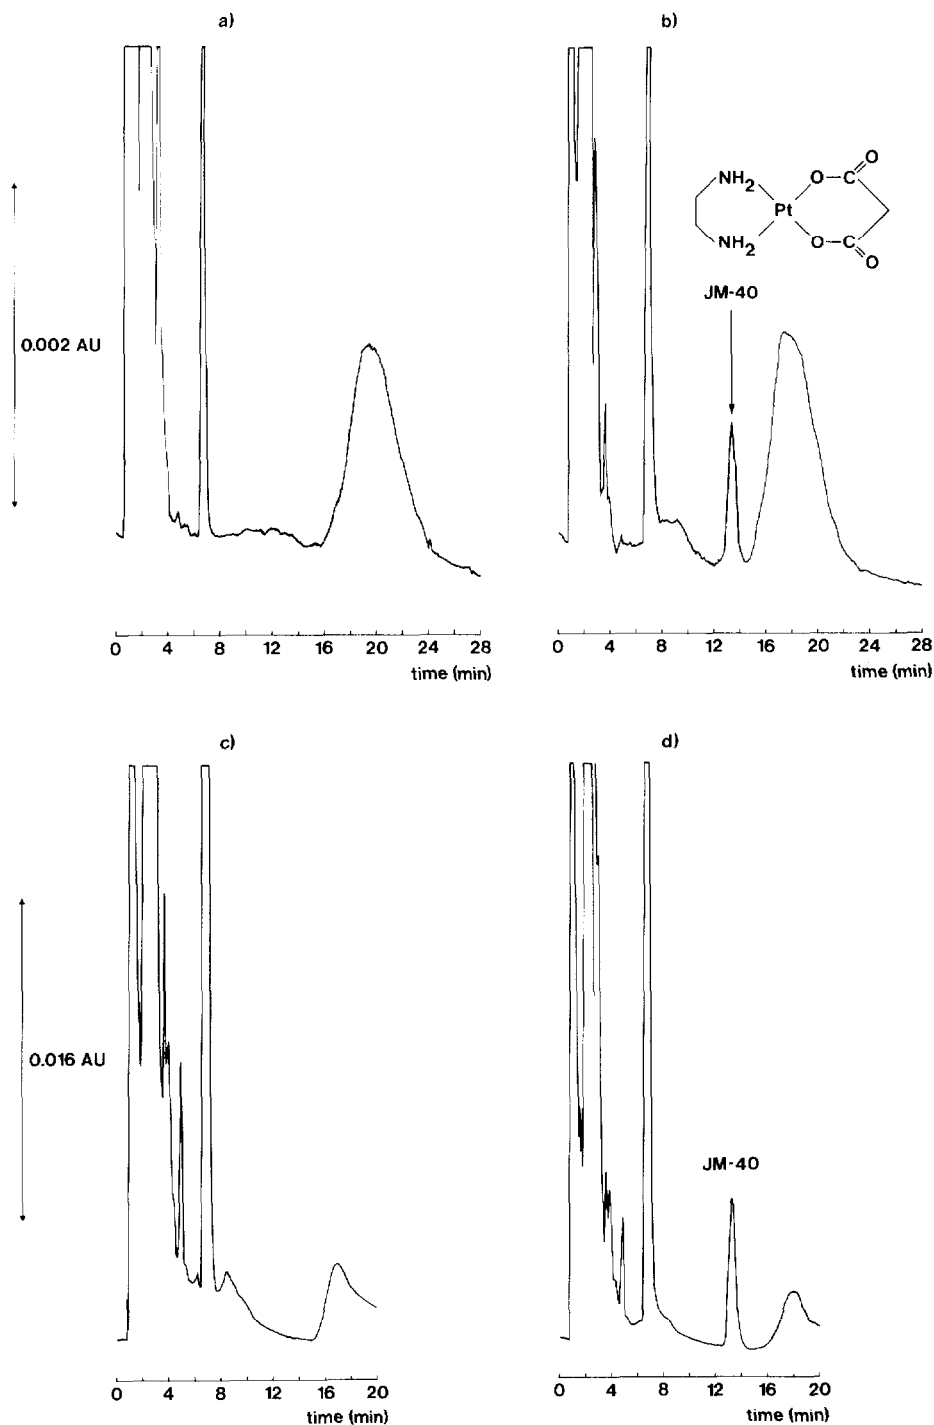 a)
b)
NH2
Pt
NH2
O-C
O
O-C
O
JM-40
0.002 AU
0 4 8 12 16 20 24 28
time (min)
0 4 8 12 16 20 24 28
time (min)
c)
d)
0.016 AU
JM-40
0 4 8 12 16 20
time (min)
0 4 8 12 16 20
time (min)